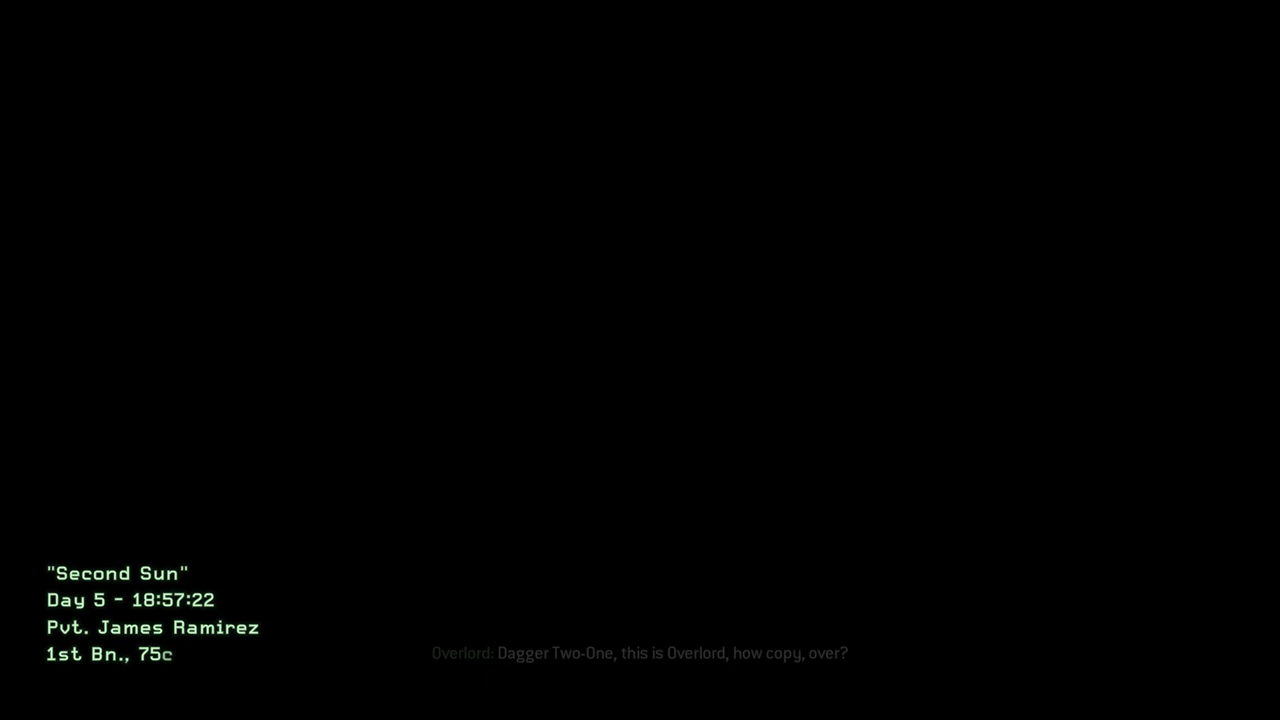 "Second Sun"
Day 5 - 18:57:22
Pvt. James Ramirez
1st Bn., 75c
Overlord: Dagger Two-One, this is Overlord, how copy, over?